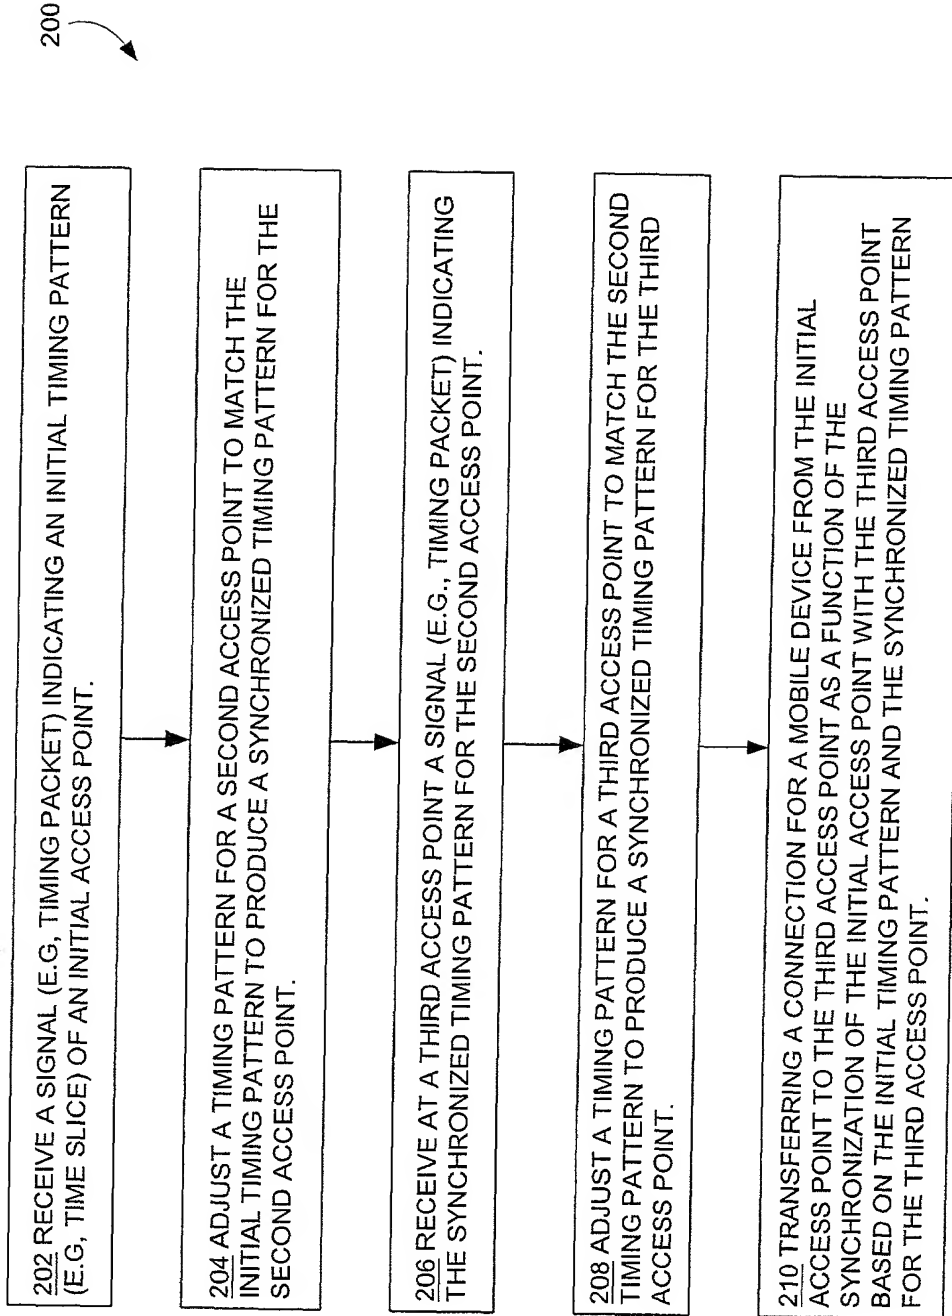 200
202 RECEIVE A SIGNAL (E.G, TIMING PACKET) INDICATING AN INITIAL TIMING PATTERN
(E.G, TIME SLICE) OF AN INITIAL ACCESS POINT.
204 ADJUST A TIMING PATTERN FOR A SECOND ACCESS POINT TO MATCH THE
INITIAL TIMING PATTERN TO PRODUCE A SYNCHRONIZED TIMING PATTERN FOR THE
SECOND ACCESS POINT.
206 RECEIVE AT A THIRD ACCESS POINT A SIGNAL (E.G., TIMING PACKET) INDICATING
THE SYNCHRONIZED TIMING PATTERN FOR THE SECOND ACCESS POINT.
208 ADJUST A TIMING PATTERN FOR A THIRD ACCESS POINT TO MATCH THE SECOND
TIMING PATTERN TO PRODUCE A SYNCHRONIZED TIMING PATTERN FOR THE THIRD
ACCESS POINT.
210 TRANSFERRING A CONNECTION FOR A MOBILE DEVICE FROM THE INITIAL
ACCESS POINT TO THE THIRD ACCESS POINT AS A FUNCTION OF THE
SYNCHRONIZATION OF THE INITIAL ACCESS POINT WITH THE THIRD ACCESS POINT
BASED ON THE INITIAL TIMING PATTERN AND THE SYNCHRONIZED TIMING PATTERN
FOR THE THIRD ACCESS POINT.